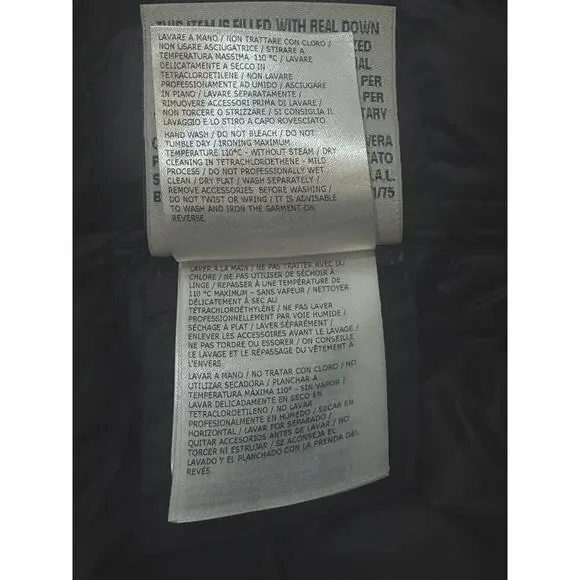 THIS ITEM IS FILLED WITH REAL DOWN
LAVARE A MANO / NON TRATTARE CON CLORO /
NON USARE ASCIUGATRICE / STIRARE A
TEMPERATURA MASSIMA 110 °C / LAVARE
DELICATAMENTE A SECCO IN
TETRACLOROETILENE / NON LAVARE
PROFESSIONALMENTE AD UMIDO / ASCIUGARE
IN PIANO / LAVARE SEPARATAMENTE /
RIMUOVERE ACCESSORI PRIMA DI LAVARE /
NON TORCERE O STRIZZARE / SI CONSIGLIA IL
LAVAGGIO E LO STIRO A CAPO ROVESCIATO.
HAND WASH / DO NOT BLEACH / DO NOT
TUMBLE DRY / IRONING MAXIMUM
TEMPERATURE 110°C - WITHOUT STEAM / DRY
CLEANING IN TETRACHLOROETHENE - MILD
PROCESS / DO NOT PROFESSIONALLY WET
CLEAN / DRY FLAT / WASH SEPARATELY /
REMOVE ACCESSORIES BEFORE WASHING /
DO NOT TWIST OR WRING / IT IS ADVISABLE
TO WASH AND IRON THE GARMENT ON
REVERSE.
PER
PER
VERA
A.L.
1/75
LAVER À LA MAIN / NE PAS TRAITER AVEC DU
CHLORE / NE PAS UTILISER DE SÉCHOIR À
LINGE / REPASSER À UNE TEMPÉRATURE DE
110 °C MAXIMUM – SANS VAPEUR / NETTOYER
DÉLICATEMENT À SEC AU
TÉTRACHLOROÉTHYLÈNE / NE PAS LAVER
PROFESSIONNELLEMENT PAR VOIE HUMIDE /
SÉCHAGE À PLAT / LAVER SÉPARÉMENT /
ENLEVER LES ACCESSOIRES AVANT LE LAVAGE /
NE PAS TORDRE OU ESSORER / ON CONSEILLE
LE LAVAGE ET LE RÉPASSAGE DU VÊTEMENT À
L'ENVERS.
LAVAR A MANO / NO TRATAR CON CLORO / NO
UTILIZAR SECADORA / PLANCHAR A
TEMPERATURA MÁXIMA 110° - SIN VAPOR /
LAVAR DELICADAMENTE EN SECO EN
TETRACLOROETILENO / NO LAVAR
PROFESIONALMENTE EN HÚMEDO / SECAR EN
HORIZONTAL / LAVAR POR SEPARADO /
QUITAR ACCESORIOS ANTES DE LAVAR / NO
TORCER NI ESTRUJAR / SE ACONSEJA EL
LAVADO Y EL PLANCHADO CON LA PRENDA DEL
REVÉS.